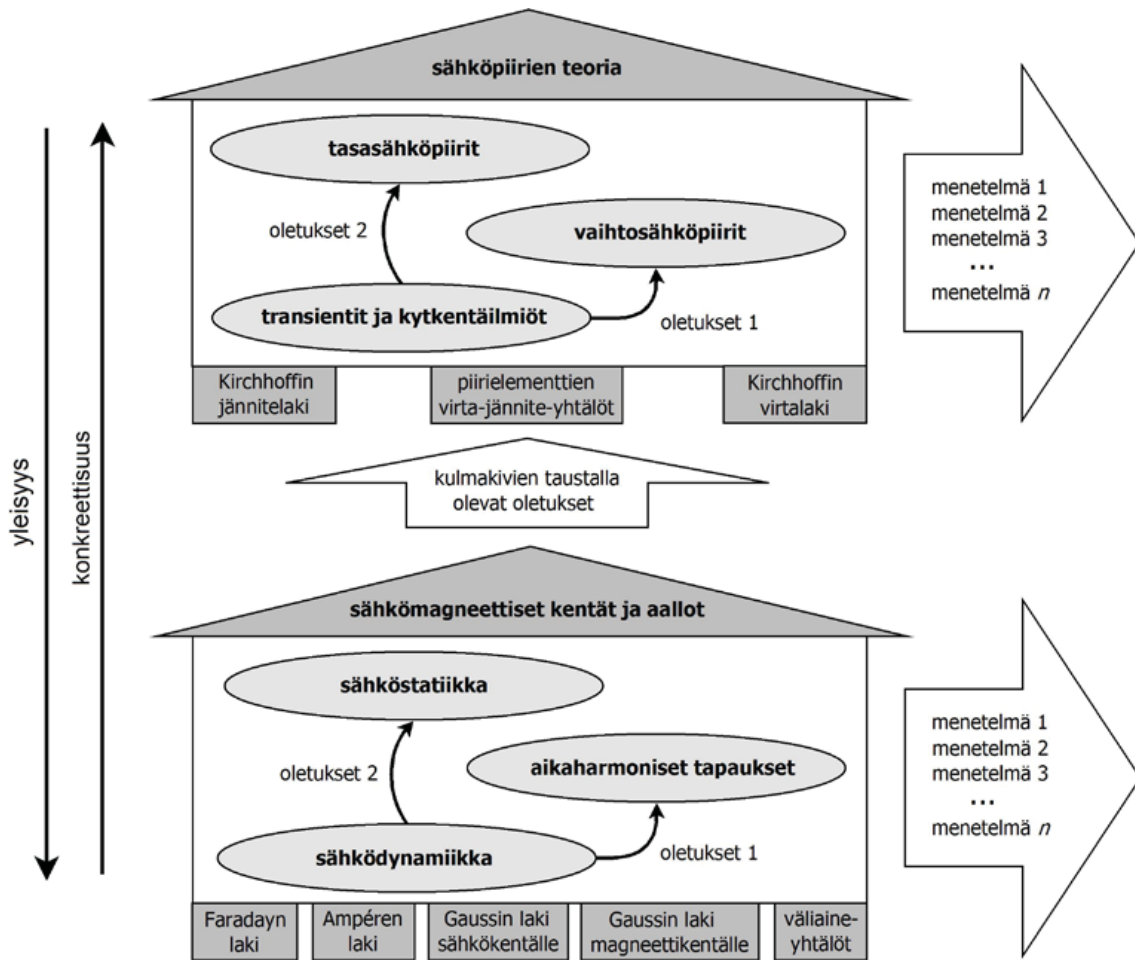 sähköpiirien teoria
tasasähköpiirit
oletukset 2
vaihtosähköpiirit
transientit ja kytkentäilmiöt
oletukset 1
Kirchhoffin
jännitelaki
piirielementtien
virta-jännite-yhtälöt
Kirchhoffin
virtalaki
menetelmä 1
menetelmä 2
menetelmä 3
...
menetelmä n
yleisyys
konkreettisuus
kulmakivien taustalla
olevat oletukset
sähkömagneettiset kentät ja aallot
sähköstatiikka
oletukset 2
aikaharmoniset tapaukset
sähködynamiikka
oletukset 1
Faradayn
laki
Ampéren
laki
Gaussin laki
sähkökentälle
Gaussin laki
magneettikentälle
väliaine-
yhtälöt
menetelmä 1
menetelmä 2
menetelmä 3
...
menetelmä n